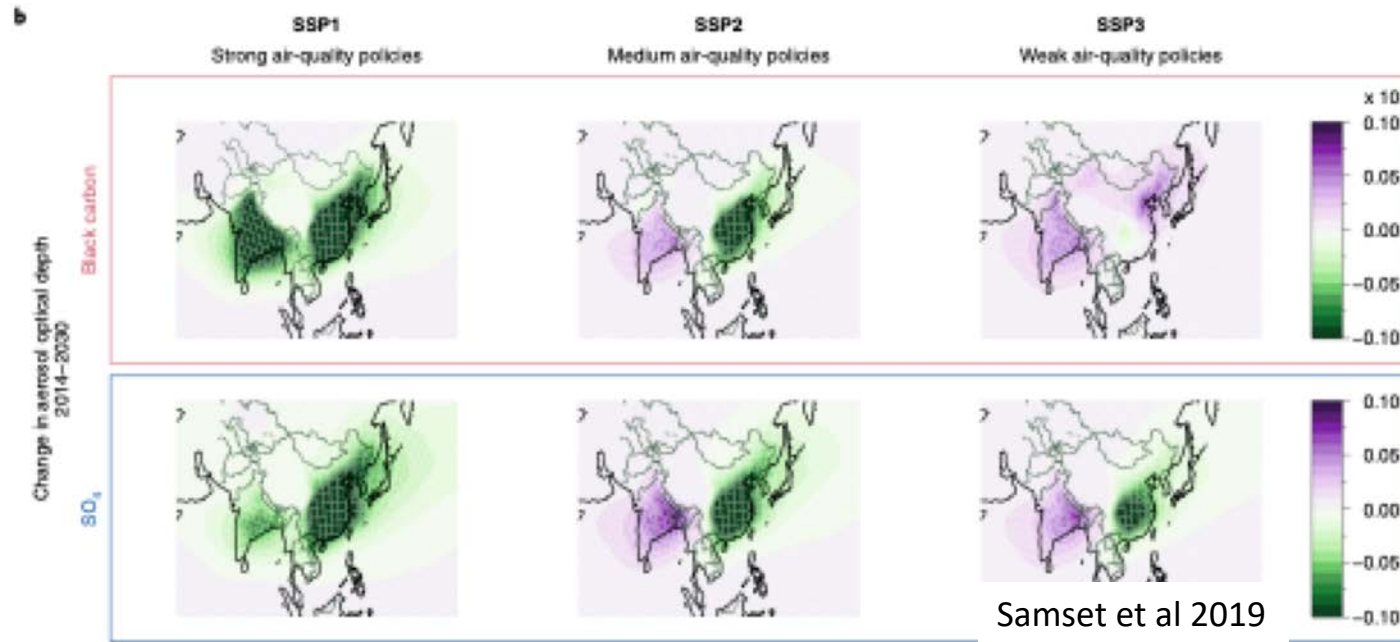 b
SSP1
Strong air-quality policies
SSP2
Medium air-quality policies
SSP3
Weak air-quality policies
Change in aerosol optical depth
2014–2030
Black carbon
x 10
0.10
0.05
0.00
−0.05
−0.10
SO₄
0.10
0.05
0.00
−0.05
−0.10
Samset et al 2019